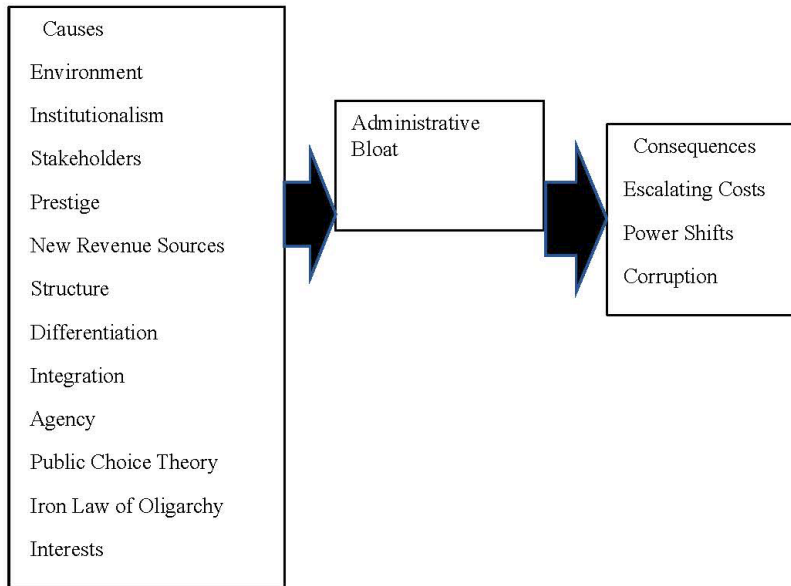 Causes
Environment
Institutionalism
Stakeholders
Prestige
New Revenue Sources
Structure
Differentiation
Integration
Agency
Public Choice Theory
Iron Law of Oligarchy
Interests
Administrative
Bloat
Consequences
Escalating Costs
Power Shifts
Corruption